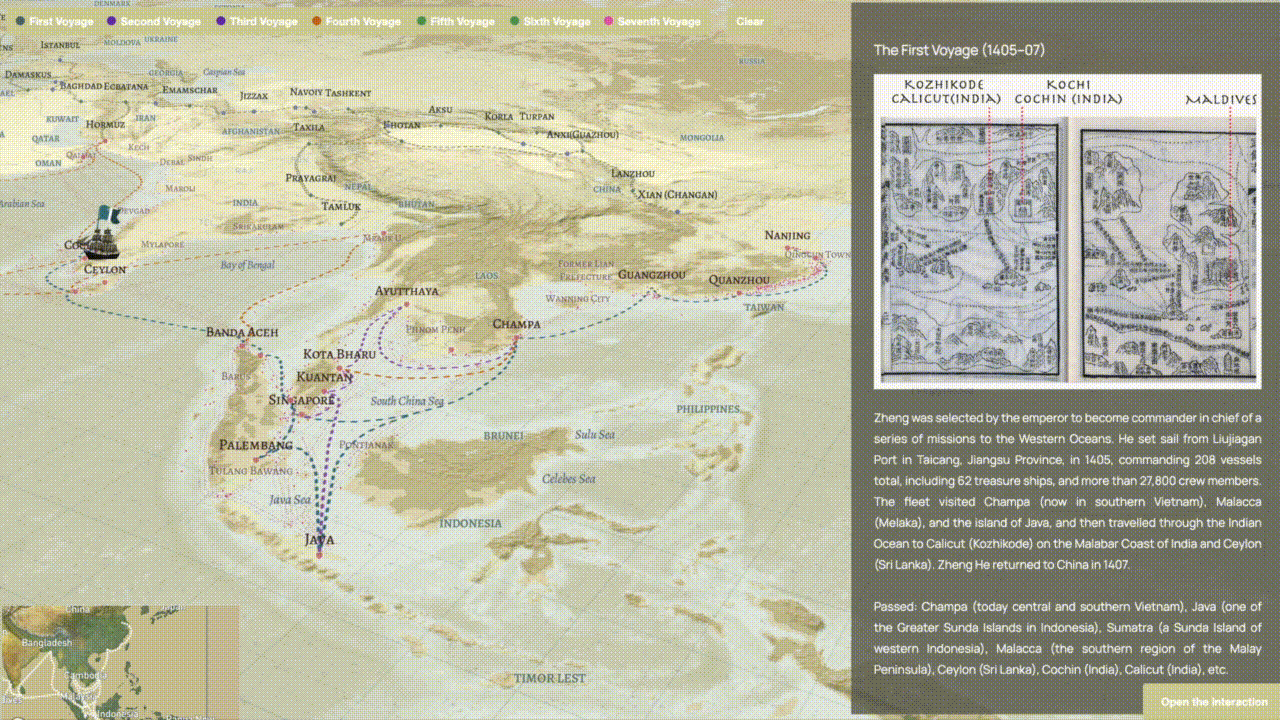 First Voyage Second Voyage Third Voyage Fourth Voyage Fifth Voyage Sixth Voyage Seventh Voyage Clear
DENMARK
MOLDOVA UKRAINE
ISTANBUL
RUSSIA
DAMASKUS
GEORGIA Caspian Sea
BAGHDAD ECBATANA EMAMSCHAR JIZZAX NAVOIY TASHKENT
AKSU KORLA TURPAN
KUWAIT HORMUZ IRAN AFGHANISTAN TAXILA KHOTAN ANXI(GUAZHOU) MONGOLIA
QATAR
QALHAT KECH
OMAN DEBAL SINDH
PRAYAGRAJ NEPAL LANZHOU
MAROIJ CHINA XIAN (CHANGAN)
Arabian Sea DEVGAD INDIA TAMLUK BHUTAN
SRIKAKULAM
MRAUK U NANJING
MYLAPORE
CEYLON Bay of Bengal LAOS FORMER LIAN PREFECTURE GUANGZHOU QUANZHOU
AYUTTHAYA WANNING CITY TAIWAN
BANDA ACEH PHNOM PENH CHAMPA
KOTA BHARU
BARUS KUANTAN
SINGAPORE South China Sea PHILIPPINES
PALEMBANG PONTIANAK BRUNEI Sulu Sea
TULANG BAWANG
Java Sea Celebes Sea
INDONESIA
JAVA
TIMOR LEST
China
Bangladesh
Cambodia
Malaysia
Indonesia
The First Voyage (1405–07)
KOZHIKODE KOCHI
CALICUT(INDIA) COCHIN (INDIA) MALDIVES
Zheng was selected by the emperor to become commander in chief of a
series of missions to the Western Oceans. He set sail from Liujiagan
Port in Taicang, Jiangsu Province, in 1405, commanding 208 vessels
total, including 62 treasure ships, and more than 27,800 crew members.
The fleet visited Champa (now in southern Vietnam), Malacca
(Melaka), and the island of Java, and then travelled through the Indian
Ocean to Calicut (Kozhikode) on the Malabar Coast of India and Ceylon
(Sri Lanka). Zheng He returned to China in 1407.
Passed: Champa (today central and southern Vietnam), Java (one of
the Greater Sunda Islands in Indonesia), Sumatra (a Sunda Island of
western Indonesia), Malacca (the southern region of the Malay
Peninsula), Ceylon (Sri Lanka), Cochin (India), Calicut (India), etc.
Open the Interaction